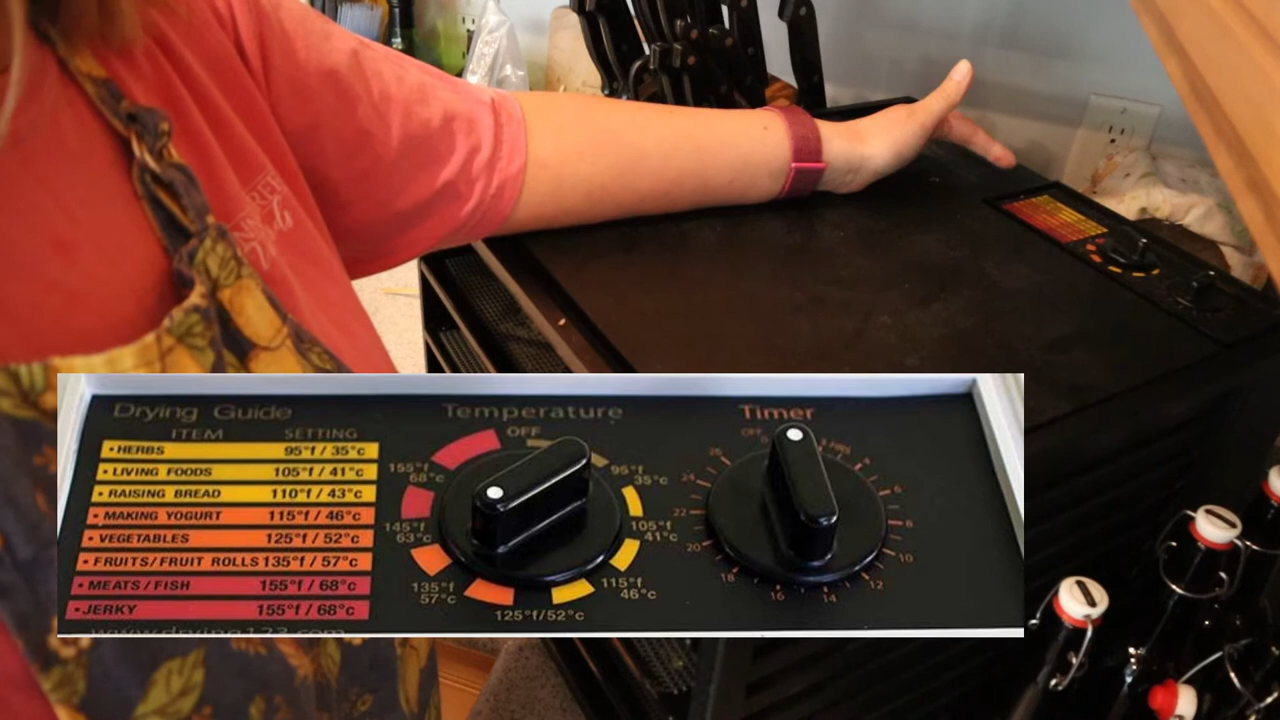 Drying Guide
ITEM SETTING
• HERBS 95°f / 35°c
• LIVING FOODS 105°f / 41°c
• RAISING BREAD 110°f / 43°c
• MAKING YOGURT 115°f / 46°c
• VEGETABLES 125°f / 52°c
• FRUITS/FRUIT ROLLS 135°f / 57°c
• MEATS/FISH 155°f / 68°c
• JERKY 155°f / 68°c
www.drying123.com
Temperature
OFF
95°f
35°c
105°f
41°c
115°f
46°c
125°f/52°c
135°f
57°c
145°f
63°c
155°f
68°c
Timer
OFF
6
8
10
12
14
16
18
20
22
24
26